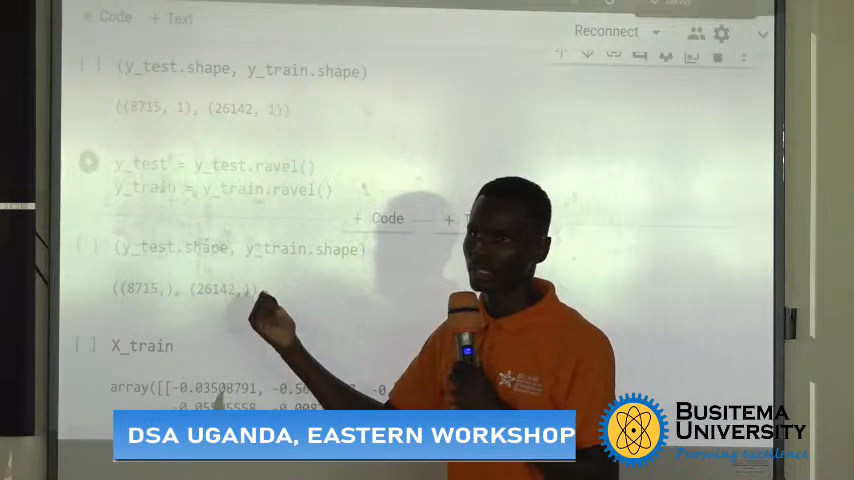 Code + Text
Reconnect
[ ] (y_test.shape, y_train.shape)
((8715, 1), (26142, 1))
y_test = y_test.ravel()
y_train = y_train.ravel()
+ Code
[ ] (y_test.shape, y_train.shape)
((8715,), (26142,))
[ ] X_train
array([[-0.03508791,
DSA UGANDA, EASTERN WORKSHOP
BUSITEMA
UNIVERSITY
Pursuing excellence